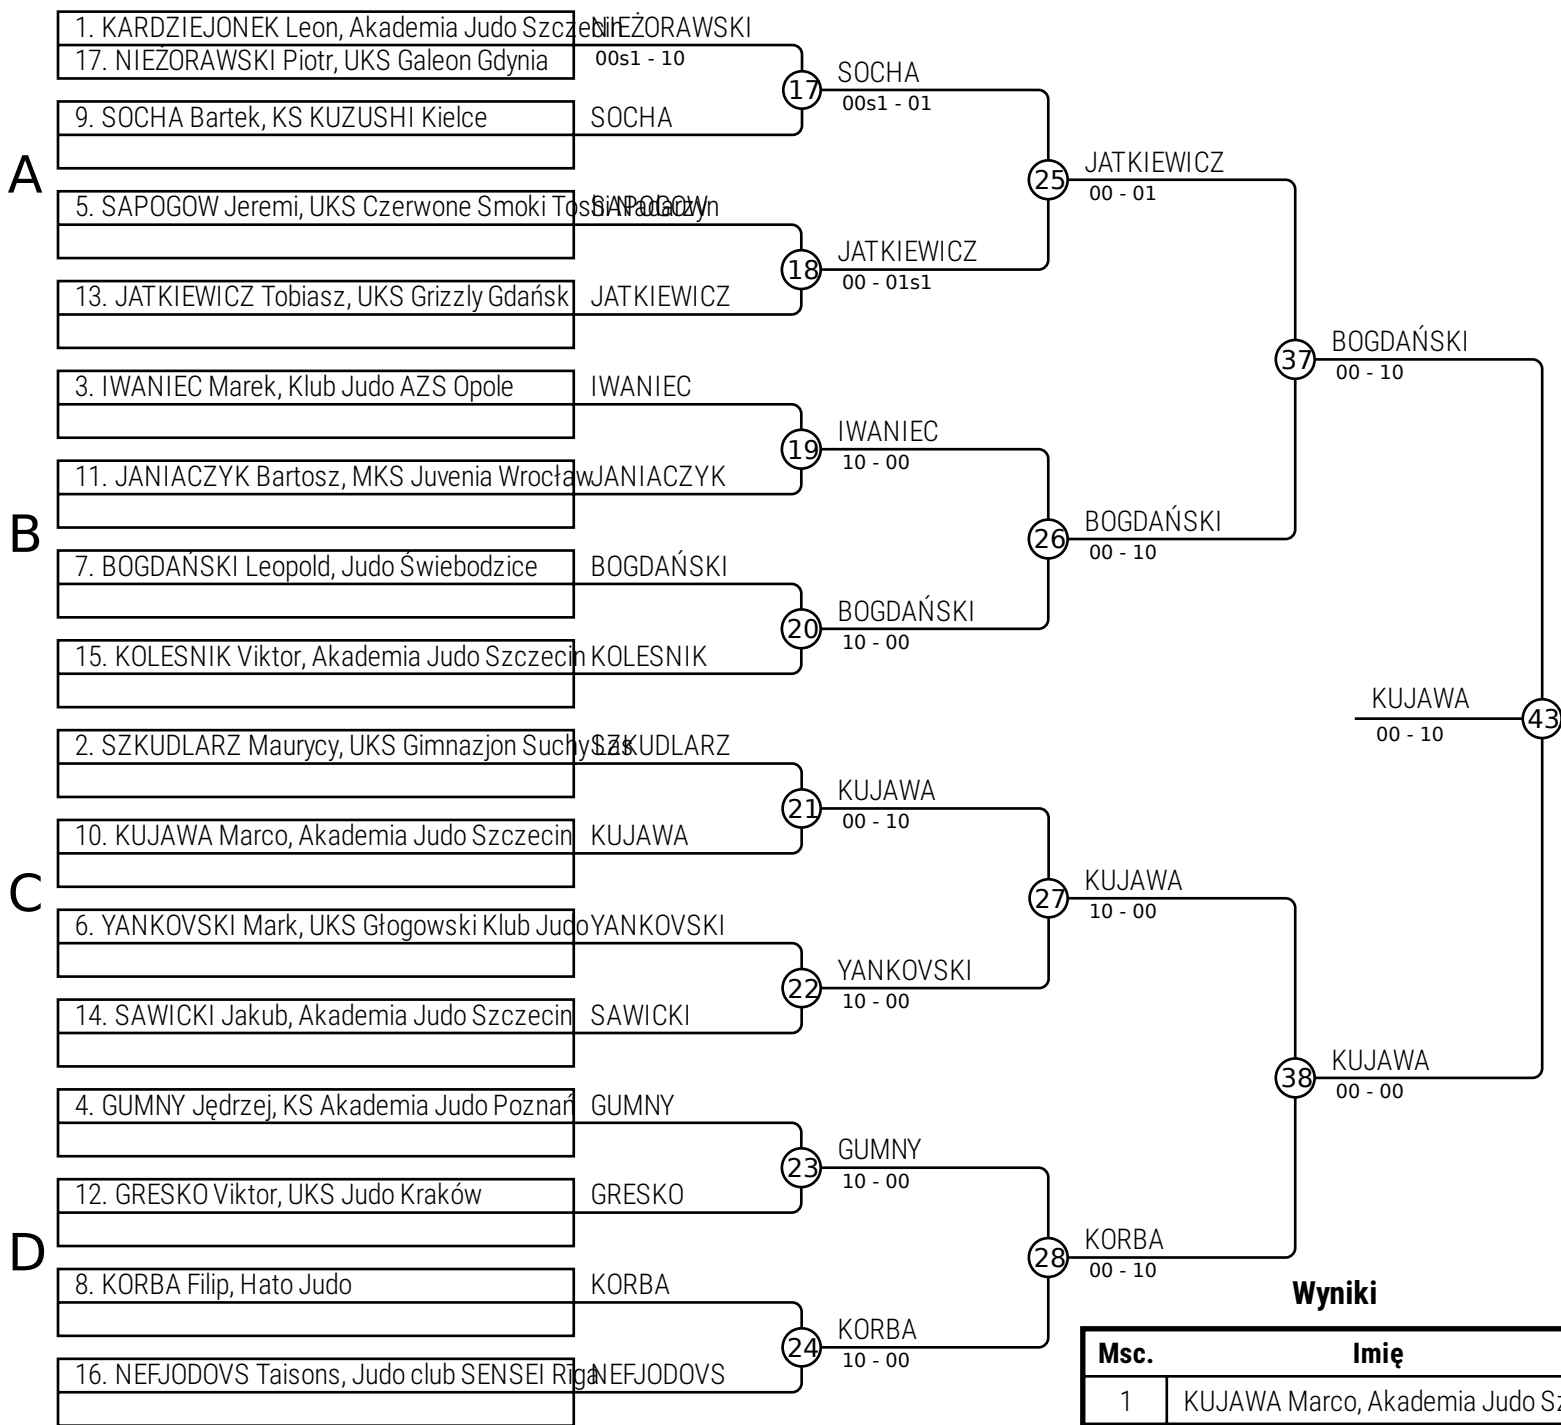 A
1. KARDZIEJONEK Leon, Akademia Judo Szczecin
17. NIEŻORAWSKI Piotr, UKS Galeon Gdynia
9. SOCHA Bartek, KS KUZUSHI Kielce
5. SAPOGOW Jeremi, UKS Czerwone Smoki Toshi Nadarzyn
13. JATKIEWICZ Tobiasz, UKS Grizzly Gdańsk
B
3. IWANIEC Marek, Klub Judo AZS Opole
11. JANIACZYK Bartosz, MKS Juvenia Wrocław
7. BOGDAŃSKI Leopold, Judo Świebodzice
15. KOLESNIK Viktor, Akademia Judo Szczecin
C
2. SZKUDLARZ Maurycy, UKS Gimnazjon Suchy Las
10. KUJAWA Marco, Akademia Judo Szczecin
6. YANKOVSKI Mark, UKS Głogowski Klub Judo
14. SAWICKI Jakub, Akademia Judo Szczecin
D
4. GUMNY Jędrzej, KS Akademia Judo Poznań
12. GRESKO Viktor, UKS Judo Kraków
8. KORBA Filip, Hato Judo
16. NEFJODOVS Taisons, Judo club SENSEI Riga
NIEŻORAWSKI
00s1 - 10
SOCHA
SAPOGOW
JATKIEWICZ
IWANIEC
JANIACZYK
BOGDAŃSKI
KOLESNIK
SZKUDLARZ
KUJAWA
YANKOVSKI
SAWICKI
GUMNY
GRESKO
KORBA
NEFJODOVS
17
SOCHA
00s1 - 01
18
JATKIEWICZ
00 - 01s1
19
IWANIEC
10 - 00
20
BOGDAŃSKI
10 - 00
21
KUJAWA
00 - 10
22
YANKOVSKI
10 - 00
23
GUMNY
10 - 00
24
KORBA
10 - 00
25
JATKIEWICZ
00 - 01
26
BOGDAŃSKI
00 - 10
27
KUJAWA
10 - 00
28
KORBA
00 - 10
37
BOGDAŃSKI
00 - 10
38
KUJAWA
00 - 00
KUJAWA
00 - 10
43
Wyniki
Msc. Imię
1 KUJAWA Marco, Akademia Judo Sz